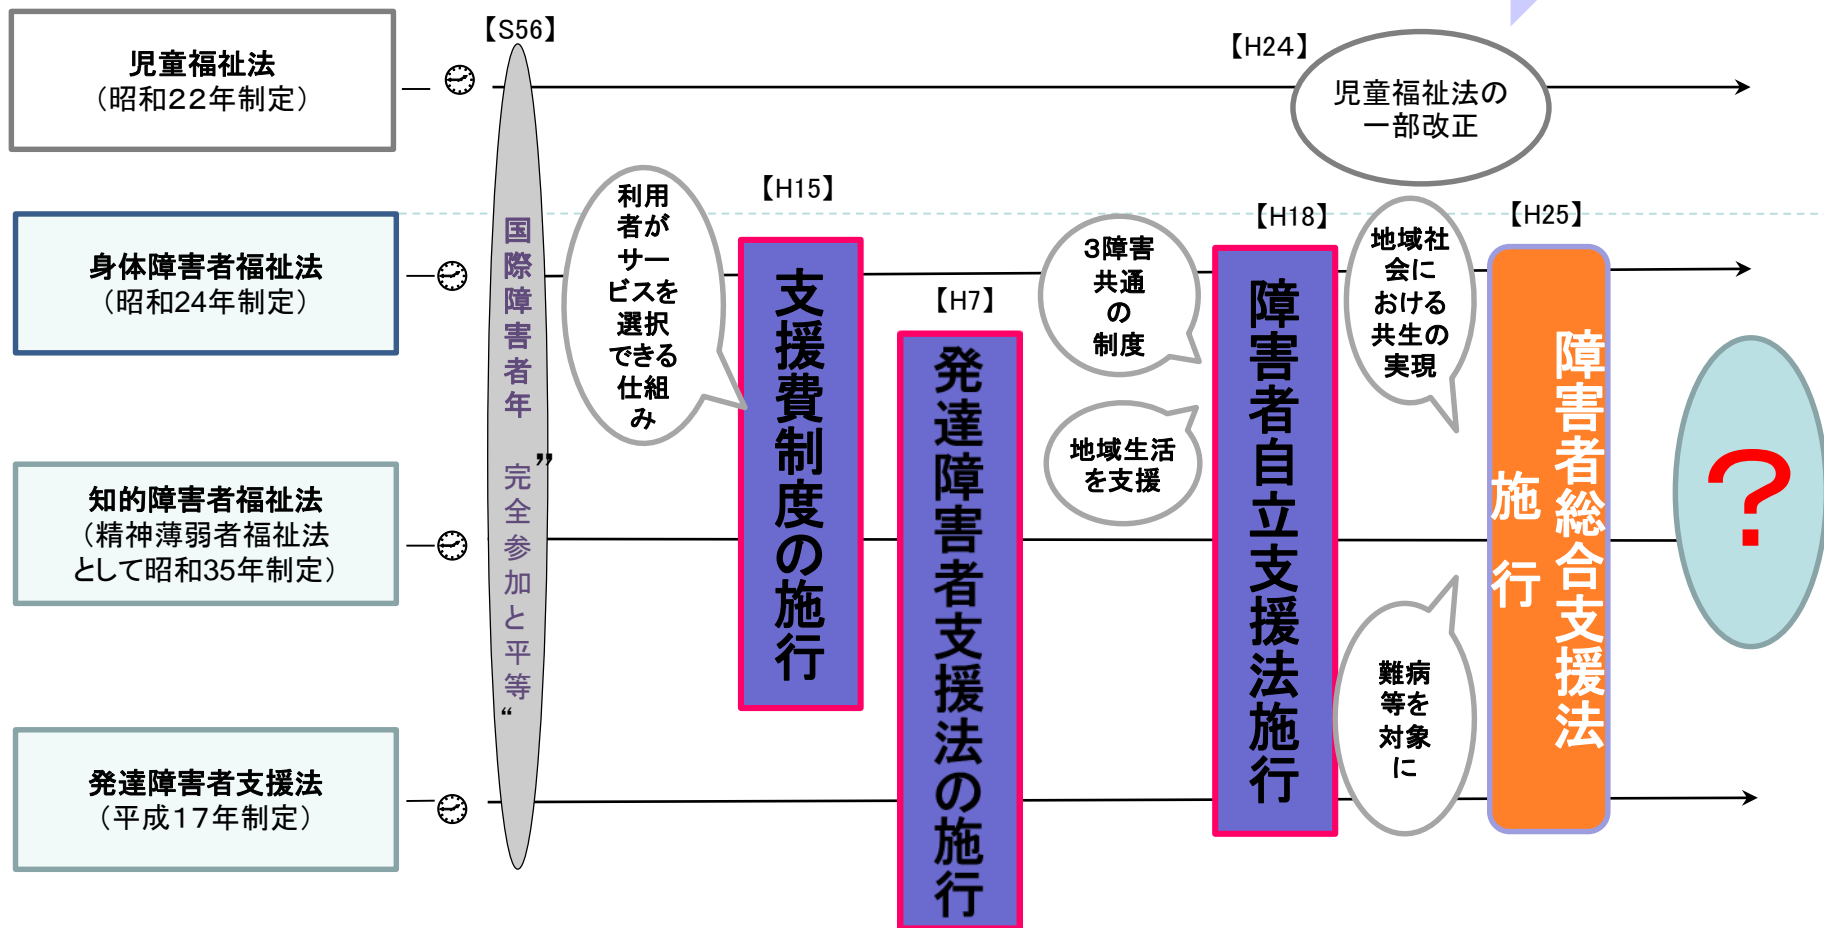 児童福祉法
（昭和２２年制定）
【S56】
【H24】
児童福祉法の
一部改正
身体障害者福祉法
（昭和24年制定）
知的障害者福祉法
（精神薄弱者福祉法
として昭和35年制定）
発達障害者支援法
（平成１７年制定）
国際障害者年　”完全参加と平等“
利用
者が
サー
ビスを
選択
できる
仕組
み
【H15】
支援費制度の施行
【H7】
発達障害者支援法の施行
３障害
共通
の
制度
地域生活
を支援
【H18】
障害者自立支援法施行
地域社
会に
おける
共生の
実現
難病
等を
対象
に
【H25】
障害者総合支援法
施行
？